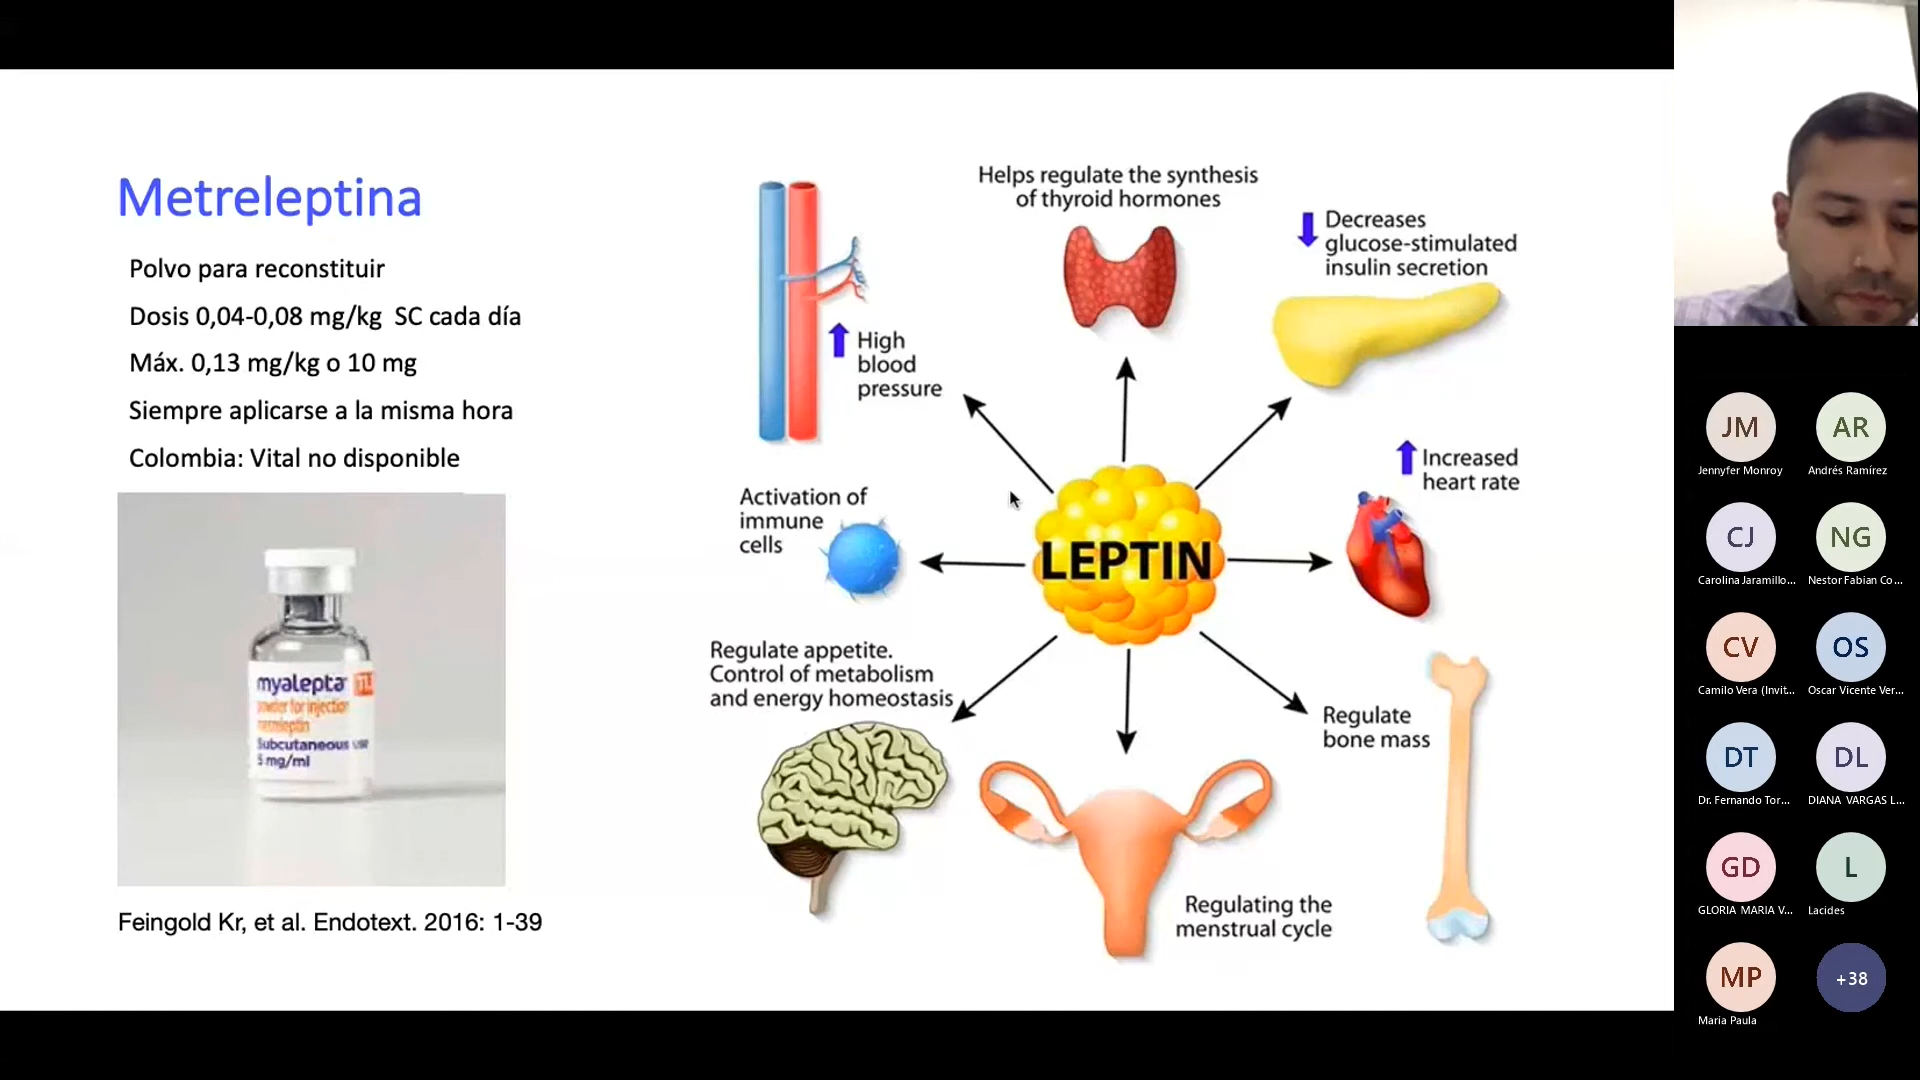 Metreleptina
Polvo para reconstituir
Dosis 0,04-0,08 mg/kg SC cada día
Máx. 0,13 mg/kg o 10 mg
Siempre aplicarse a la misma hora
Colombia: Vital no disponible
myalepta
powder for injection
metreleptin
Subcutaneous use
5 mg/ml
Feingold Kr, et al. Endotext. 2016: 1-39
Helps regulate the synthesis
of thyroid hormones
Decreases
glucose-stimulated
insulin secretion
High
blood
pressure
Increased
heart rate
Activation of
immune
cells
LEPTIN
Regulate appetite.
Control of metabolism
and energy homeostasis
Regulate
bone mass
Regulating the
menstrual cycle
JM
Jennyfer Monroy
AR
Andrés Ramírez
CJ
Carolina Jaramillo...
NG
Nestor Fabian Co...
CV
Camilo Vera (Invit...
OS
Oscar Vicente Ver...
DT
Dr. Fernando Tor...
DL
DIANA VARGAS L...
GD
GLORIA MARIA V...
L
Lacides
MP
Maria Paula
+38